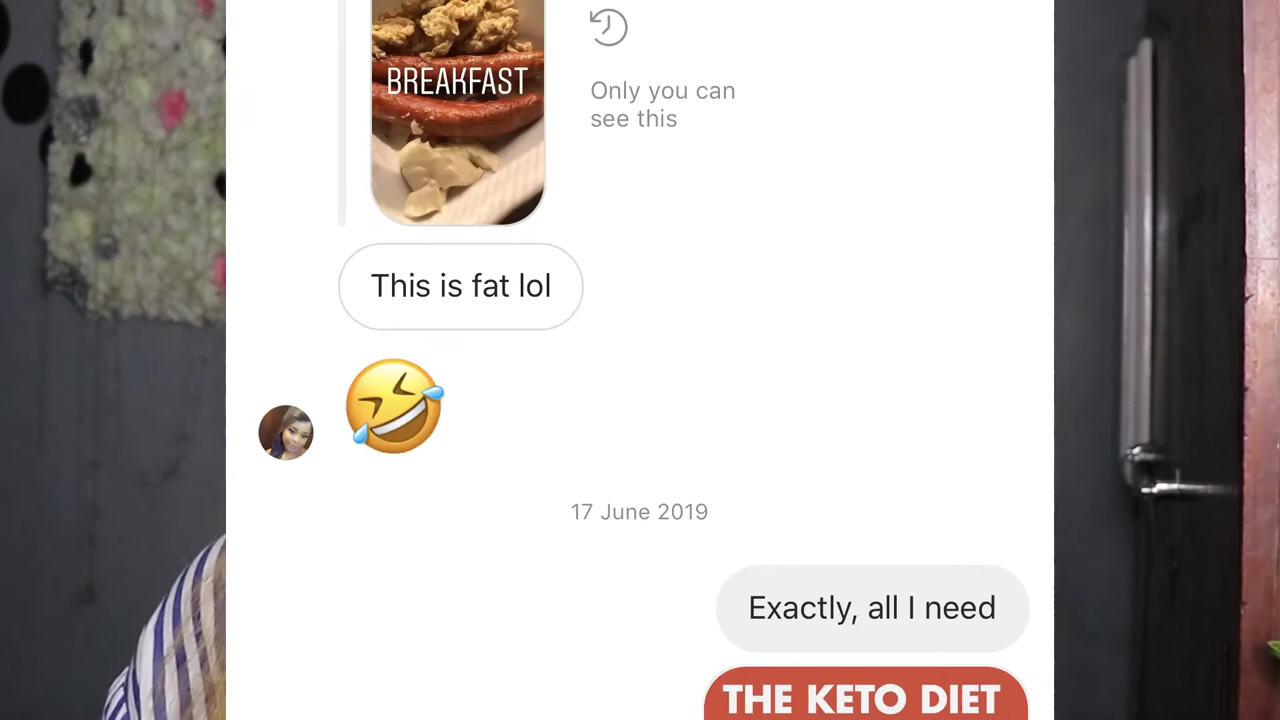 BREAKFAST
Only you can
see this
This is fat lol
17 June 2019
Exactly, all I need
THE KETO DIET